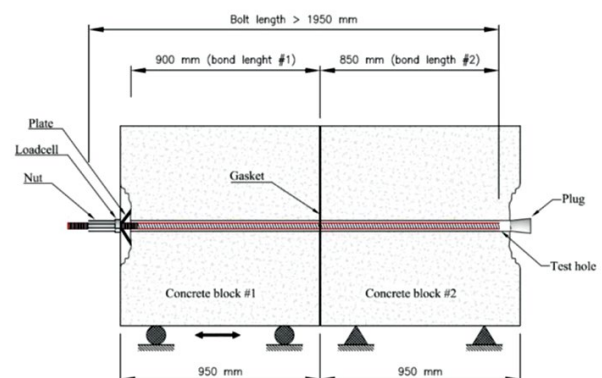 Bolt length > 1950 mm
900 mm (bond lenght #1)
850 mm (bond length #2)
Plate
Loadcell
Nut
Gasket
Plug
Test hole
Concrete block #1
Concrete block #2
950 mm
950 mm